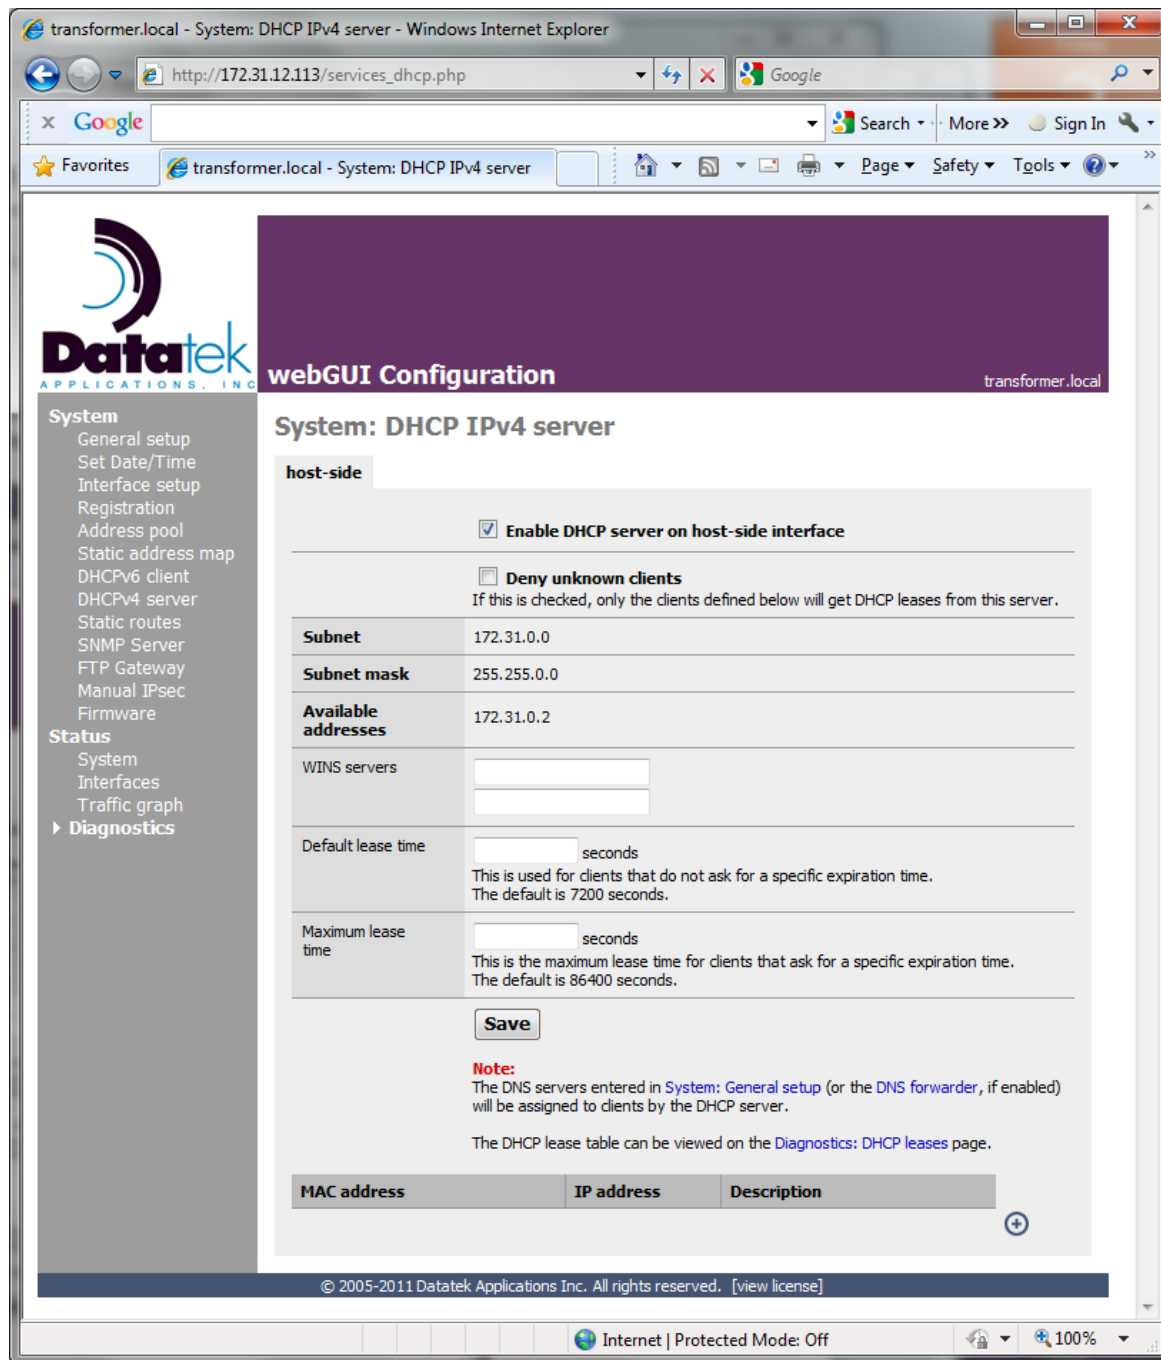 transformer.local - System: DHCP IPv4 server - Windows Internet Explorer
http://172.31.12.113/services_dhcp.php
Google
x Google
Search
More >>
Sign In
Favorites
transformer.local - System: DHCP IPv4 server
Page
Safety
Tools
Datatek
APPLICATIONS, INC
webGUI Configuration
transformer.local
System
General setup
Set Date/Time
Interface setup
Registration
Address pool
Static address map
DHCPv6 client
DHCPv4 server
Static routes
SNMP Server
FTP Gateway
Manual IPsec
Firmware
Status
System
Interfaces
Traffic graph
Diagnostics
System: DHCP IPv4 server
host-side
Enable DHCP server on host-side interface
Deny unknown clients
If this is checked, only the clients defined below will get DHCP leases from this server.
Subnet 172.31.0.0
Subnet mask 255.255.0.0
Available
addresses
172.31.0.2
WINS servers
Default lease time
seconds
This is used for clients that do not ask for a specific expiration time.
The default is 7200 seconds.
Maximum lease
time
seconds
This is the maximum lease time for clients that ask for a specific expiration time.
The default is 86400 seconds.
Save
Note:
The DNS servers entered in System: General setup (or the DNS forwarder, if enabled)
will be assigned to clients by the DHCP server.
The DHCP lease table can be viewed on the Diagnostics: DHCP leases page.
MAC address IP address Description
© 2005-2011 Datatek Applications Inc. All rights reserved. [view license]
Internet | Protected Mode: Off
100%